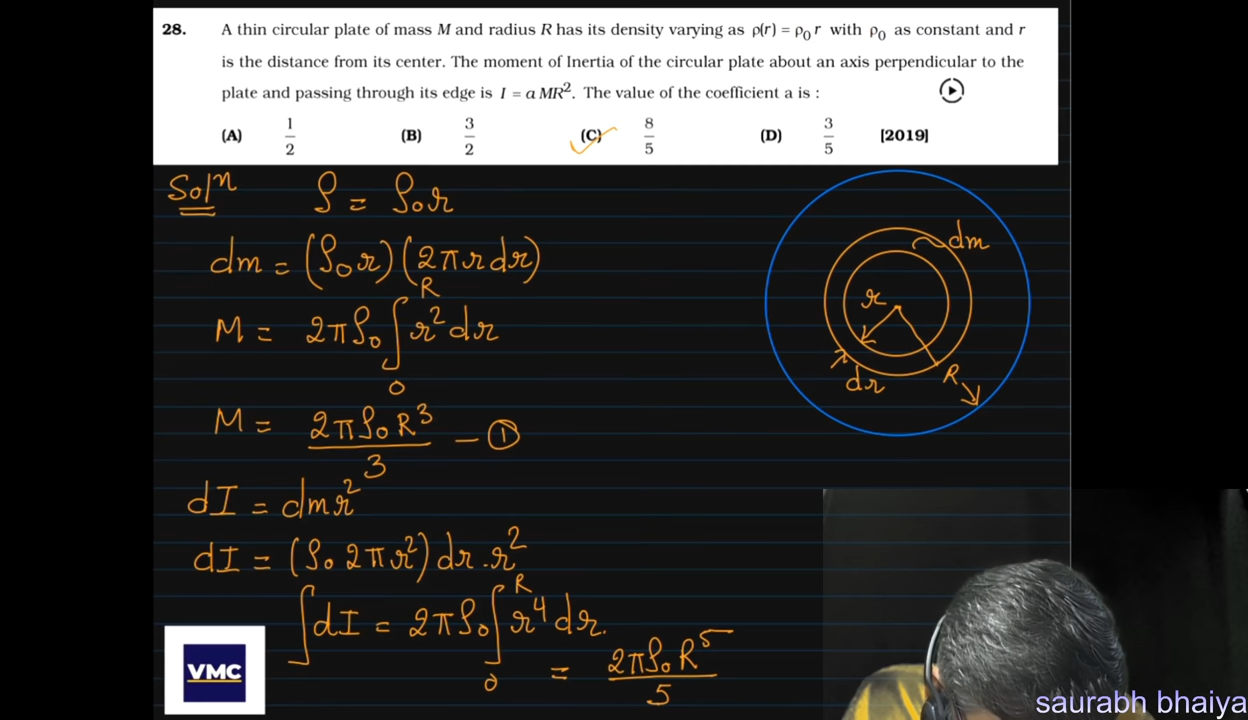 28. A thin circular plate of mass M and radius R has its density varying as ρ(r) = ρ₀ r with ρ₀ as constant and r
is the distance from its center. The moment of Inertia of the circular plate about an axis perpendicular to the
plate and passing through its edge is I = a MR². The value of the coefficient a is :
(A) 1/2 (B) 3/2 (C) 8/5 (D) 3/5 [2019]
Solⁿ ρ = ρ₀r
dm = (ρ₀r)(2πrdr)
M = 2πρ₀ ∫₀ᴿ r²dr
M = 2πρ₀R³/3 – ①
dI = dmr²
dI = (ρ₀2πr²)dr.r²
∫dI = 2πρ₀ ∫₀ᴿ r⁴dr.
= 2πρ₀R⁵/5
dm
r
dr
R
VMC
saurabh bhaiya